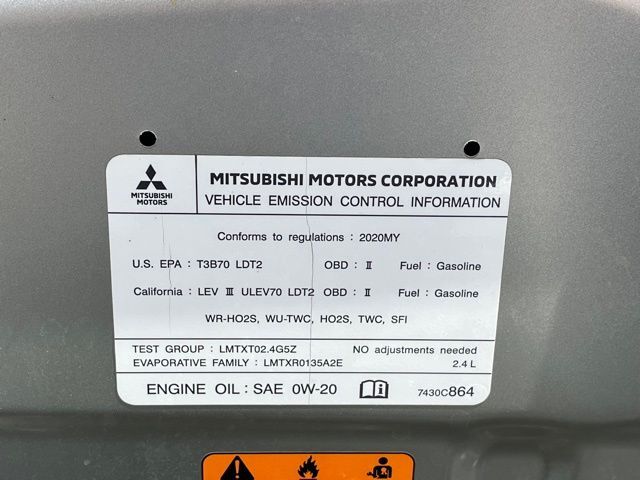 MITSUBISHI MOTORS
MITSUBISHI MOTORS CORPORATION
VEHICLE EMISSION CONTROL INFORMATION
Conforms to regulations : 2020MY
U.S. EPA : T3B70 LDT2 OBD : Ⅱ Fuel : Gasoline
California : LEV Ⅲ ULEV70 LDT2 OBD : Ⅱ Fuel : Gasoline
WR-HO2S, WU-TWC, HO2S, TWC, SFI
TEST GROUP : LMTXT02.4G5Z NO adjustments needed
EVAPORATIVE FAMILY : LMTXR0135A2E 2.4 L
ENGINE OIL : SAE 0W-20 7430C864